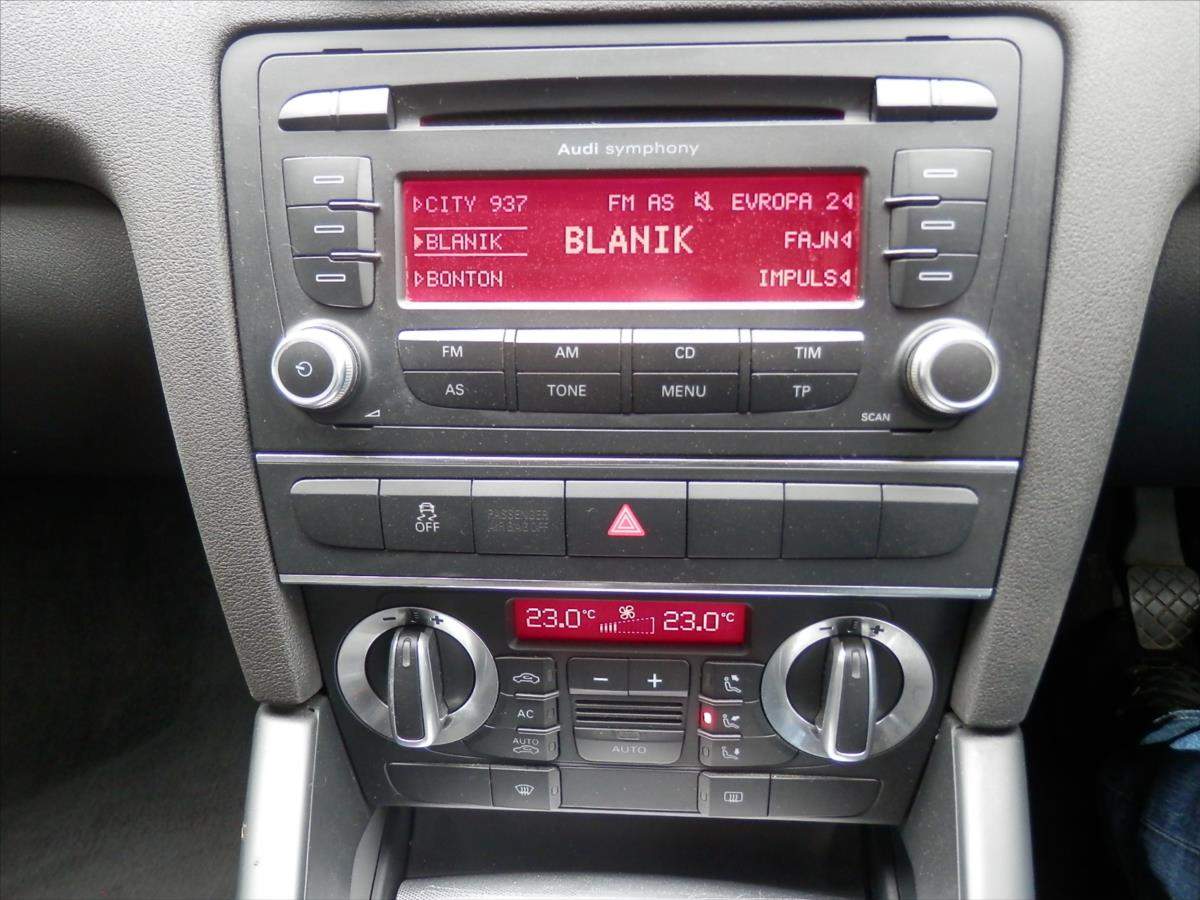 Audi symphony
CITY 937 FM AS EVROPA 2
BLANIK BLANIK FAJN
BONTON IMPULS
FM AM CD TIM
AS TONE MENU TP
SCAN
OFF PASSENGER AIR BAG OFF
23.0°C 23.0°C
- + - +
- +
AC
AUTO
AUTO